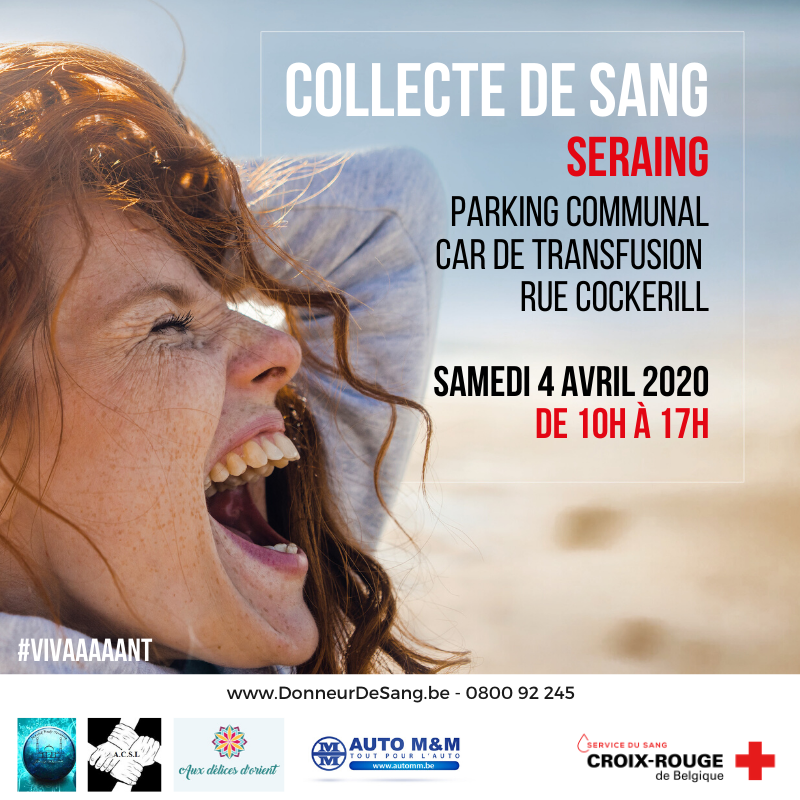 COLLECTE DE SANG
SERAING
PARKING COMMUNAL
CAR DE TRANSFUSION
RUE COCKERILL
SAMEDI 4 AVRIL 2020
DE 10H À 17H
#VIVAAAAANT
www.DonneurDeSang.be - 0800 92 245
A.C.S.L
Aux délices d'orient
MM
AUTO M&M
TOUT POUR L'AUTO
www.automm.be
SERVICE DU SANG
CROIX-ROUGE
de Belgique